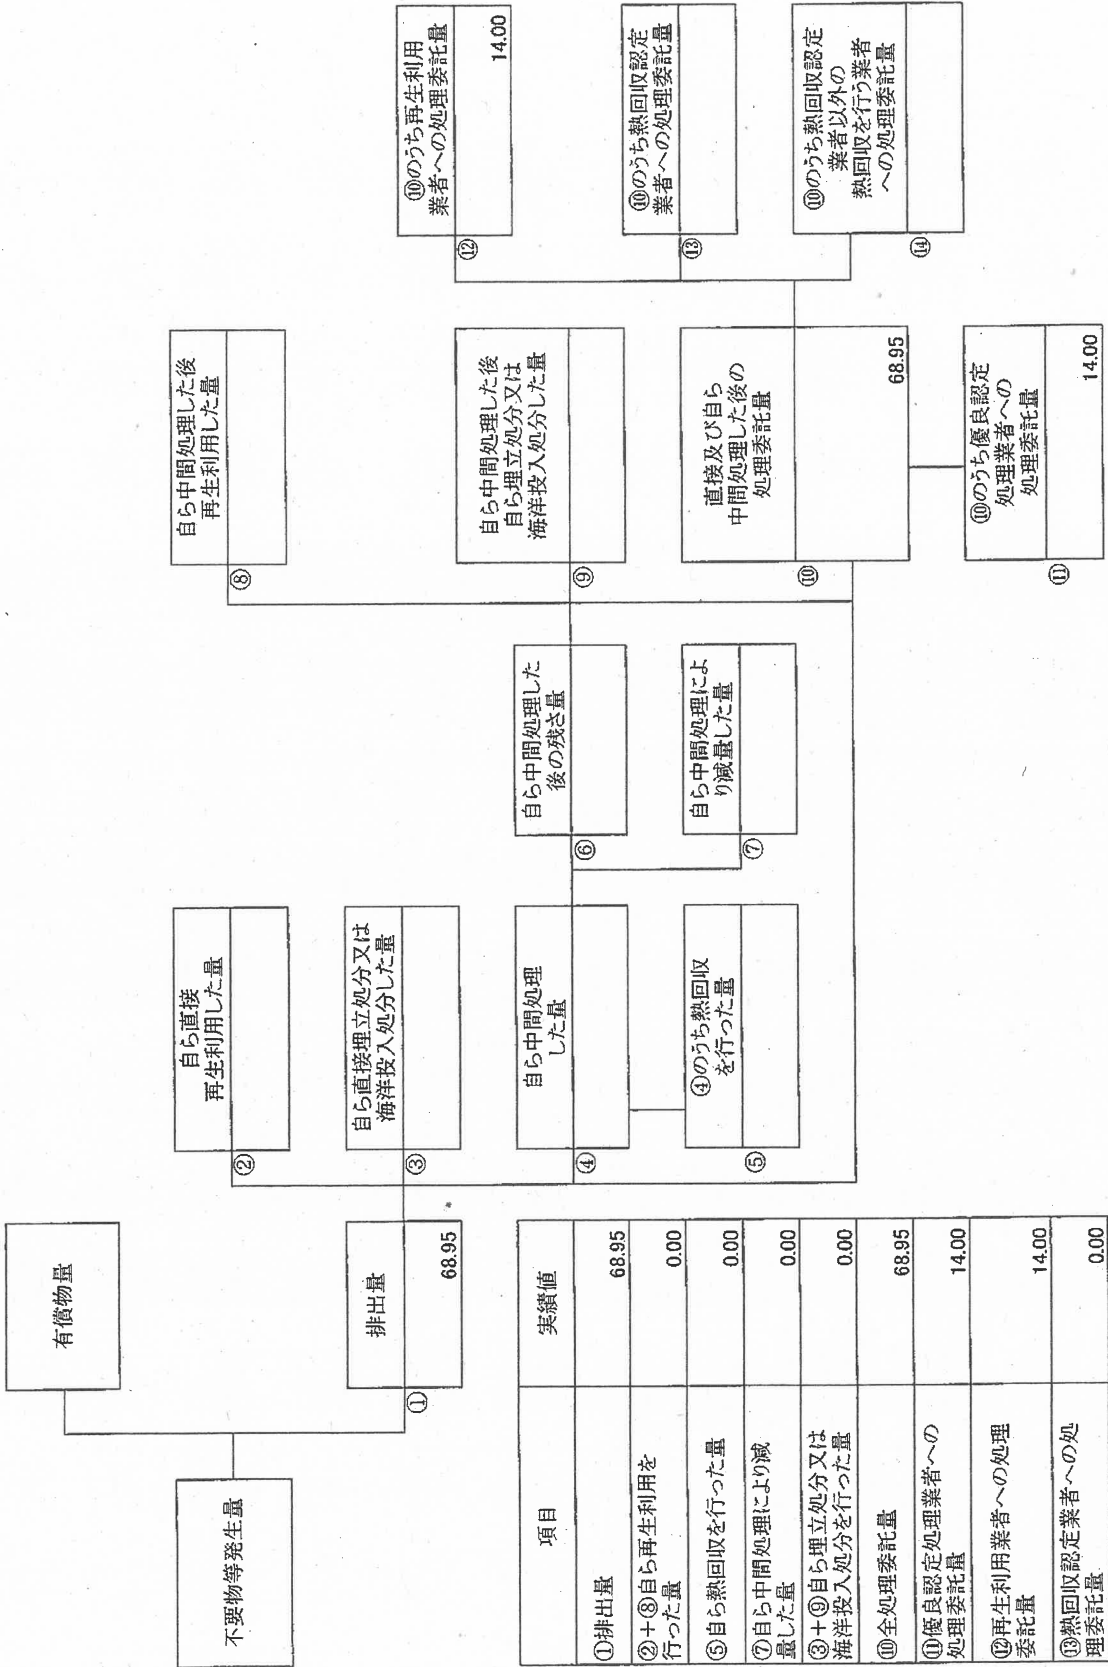 不要物等発生量
有償物量
①
排出量
68.95
②
自ら直接
再生利用した量
③
自ら直接埋立処分又は
海洋投入処分した量
④
自ら中間処理
した量
⑤
④のうち熱回収
を行った量
⑥
自ら中間処理した
後の残さ量
⑦
自ら中間処理によ
り減量した量
⑧
自ら中間処理した後
再生利用した量
⑨
自ら中間処理した後
自ら埋立処分又は
海洋投入処分した量
⑩
直接及び自ら
中間処理した後の
処理委託量
68.95
⑪
⑩のうち優良認定
処理業者への
処理委託量
14.00
⑫
⑩のうち再生利用
業者への処理委託量
14.00
⑬
⑩のうち熱回収認定
業者への処理委託量
⑭
⑩のうち熱回収認定
業者以外の
熱回収を行う業者
への処理委託量
項目 実績値
①排出量 68.95
②+⑧自ら再生利用を
行った量 0.00
⑤自ら熱回収を行った量 0.00
⑦自ら中間処理により減
量した量 0.00
③+⑨自ら埋立処分又は
海洋投入処分を行った量 0.00
⑩全処理委託量 68.95
⑪優良認定処理業者への
処理委託量 14.00
⑫再生利用業者への処理
委託量 14.00
⑬熱回収認定業者への処
理委託量 0.00